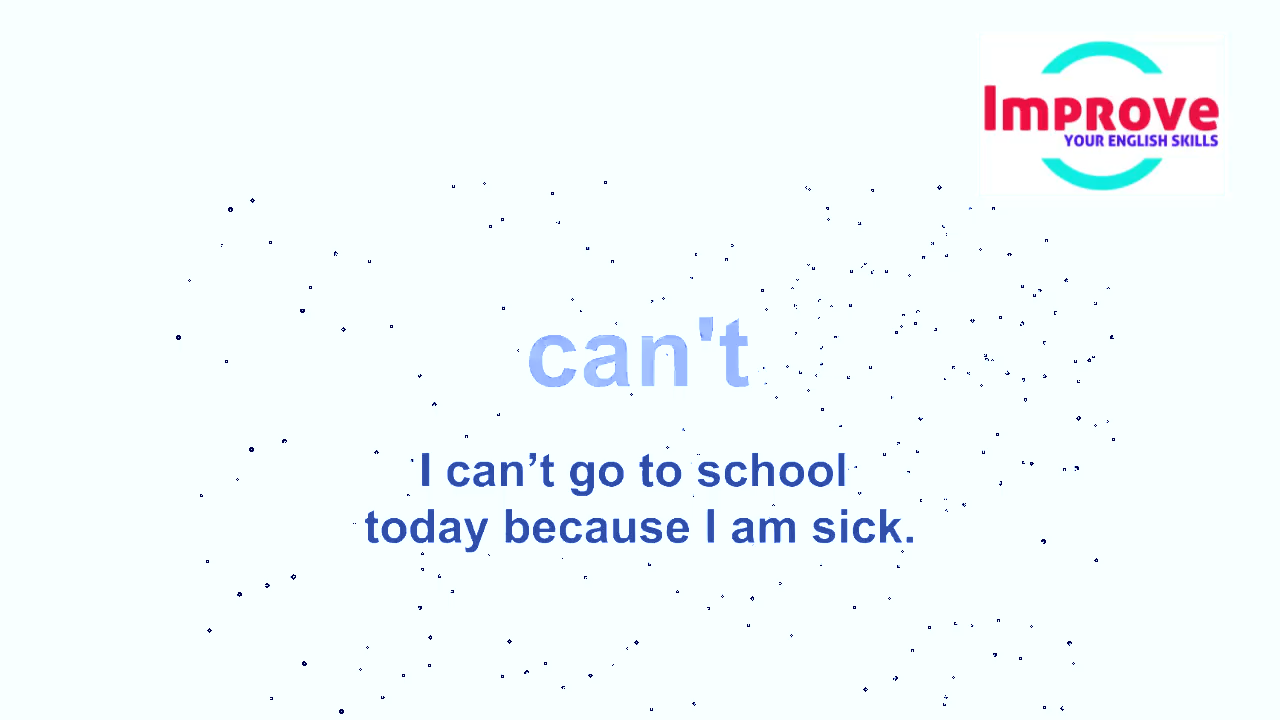 Improve
YOUR ENGLISH SKILLS
can't
I can’t go to school
today because I am sick.